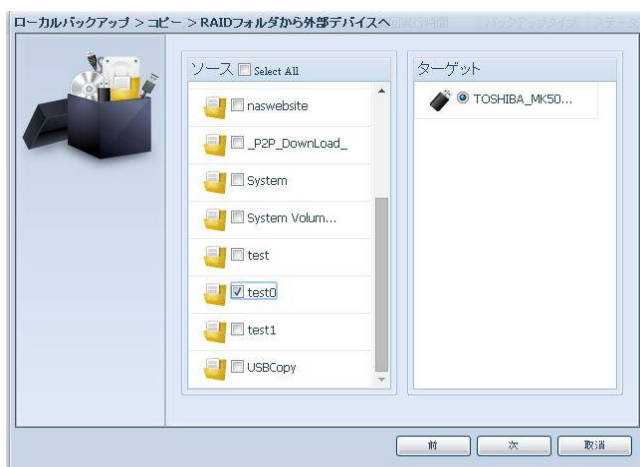 ローカルバックアップ > コピー > RAIDフォルダから外部デバイスへ
ソース Select All
naswebsite
_P2P_DownLoad_
System
System Volum...
test
test0
test1
USBCopy
ターゲット
TOSHIBA_MK50...
前 次 取消